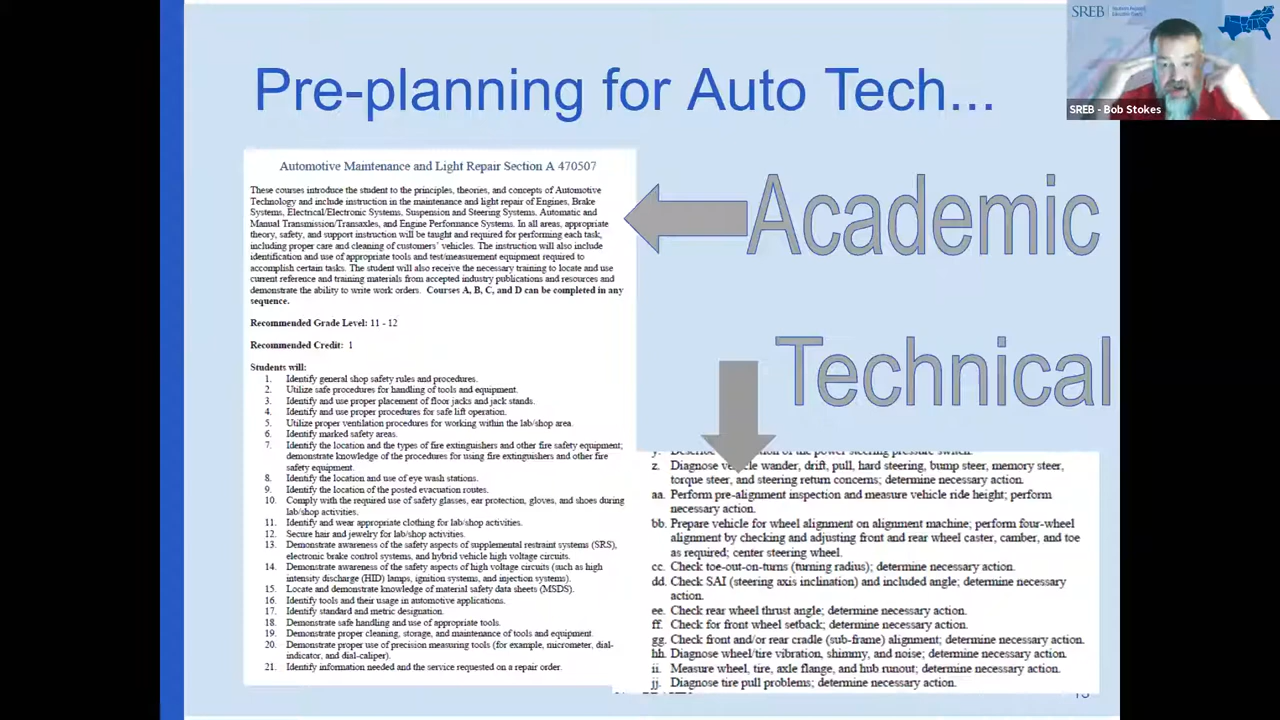 SREB
SREB - Bob Stokes
Pre-planning for Auto Tech...
Automotive Maintenance and Light Repair Section A 470507
These courses introduce the student to the principles, theories, and concepts of Automotive
Technology and include instruction in the maintenance and light repair of Engines, Brake
Systems, Electrical/Electronic Systems, Suspension and Steering Systems, Automatic and
Manual Transmission/Transaxles, and Engine Performance Systems. In all areas, appropriate
theory, safety, and support instruction will be taught and required for performing each task,
including proper care and cleaning of customers' vehicles. The instruction will also include
identification and use of appropriate tools and test/measurement equipment required to
accomplish certain tasks. The student will also receive the necessary training to locate and use
current reference and training materials from accepted industry publications and resources and
demonstrate the ability to write work orders. Courses A, B, C, and D can be completed in any
sequence.
Recommended Grade Level: 11 - 12
Recommended Credit: 1
Students will:
1. Identify general shop safety rules and procedures.
2. Utilize safe procedures for handling of tools and equipment.
3. Identify and use proper placement of floor jacks and jack stands.
4. Identify and use proper procedures for safe lift operation.
5. Utilize proper ventilation procedures for working within the lab/shop area.
6. Identify marked safety areas.
7. Identify the location and the types of fire extinguishers and other fire safety equipment;
demonstrate knowledge of the procedures for using fire extinguishers and other fire
safety equipment.
8. Identify the location and use of eye wash stations.
9. Identify the location of the posted evacuation routes.
10. Comply with the required use of safety glasses, ear protection, gloves, and shoes during
lab/shop activities.
11. Identify and wear appropriate clothing for lab/shop activities.
12. Secure hair and jewelry for lab/shop activities.
13. Demonstrate awareness of the safety aspects of supplemental restraint systems (SRS),
electronic brake control systems, and hybrid vehicle high voltage circuits.
14. Demonstrate awareness of the safety aspects of high voltage circuits (such as high
intensity discharge (HID) lamps, ignition systems, and injection systems).
15. Locate and demonstrate knowledge of material safety data sheets (MSDS).
16. Identify tools and their usage in automotive applications.
17. Identify standard and metric designation.
18. Demonstrate safe handling and use of appropriate tools.
19. Demonstrate proper cleaning, storage, and maintenance of tools and equipment.
20. Demonstrate proper use of precision measuring tools (for example, micrometer, dial-
indicator, and dial-caliper).
21. Identify information needed and the service requested on a repair order.
Academic
Technical
of the power steering pressure switch.
z. Diagnose vehicle wander, drift, pull, hard steering, bump steer, memory steer,
torque steer, and steering return concerns; determine necessary action.
aa. Perform pre-alignment inspection and measure vehicle ride height; perform
necessary action.
bb. Prepare vehicle for wheel alignment on alignment machine; perform four-wheel
alignment by checking and adjusting front and rear wheel caster, camber, and toe
as required; center steering wheel.
cc. Check toe-out-on-turns (turning radius); determine necessary action.
dd. Check SAI (steering axis inclination) and included angle; determine necessary
action.
ee. Check rear wheel thrust angle; determine necessary action.
ff. Check for front wheel setback; determine necessary action.
gg. Check front and/or rear cradle (sub-frame) alignment; determine necessary action.
hh. Diagnose wheel/tire vibration, shimmy, and noise; determine necessary action.
ii. Measure wheel, tire, axle flange, and hub runout; determine necessary action.
jj. Diagnose tire pull problems; determine necessary action.